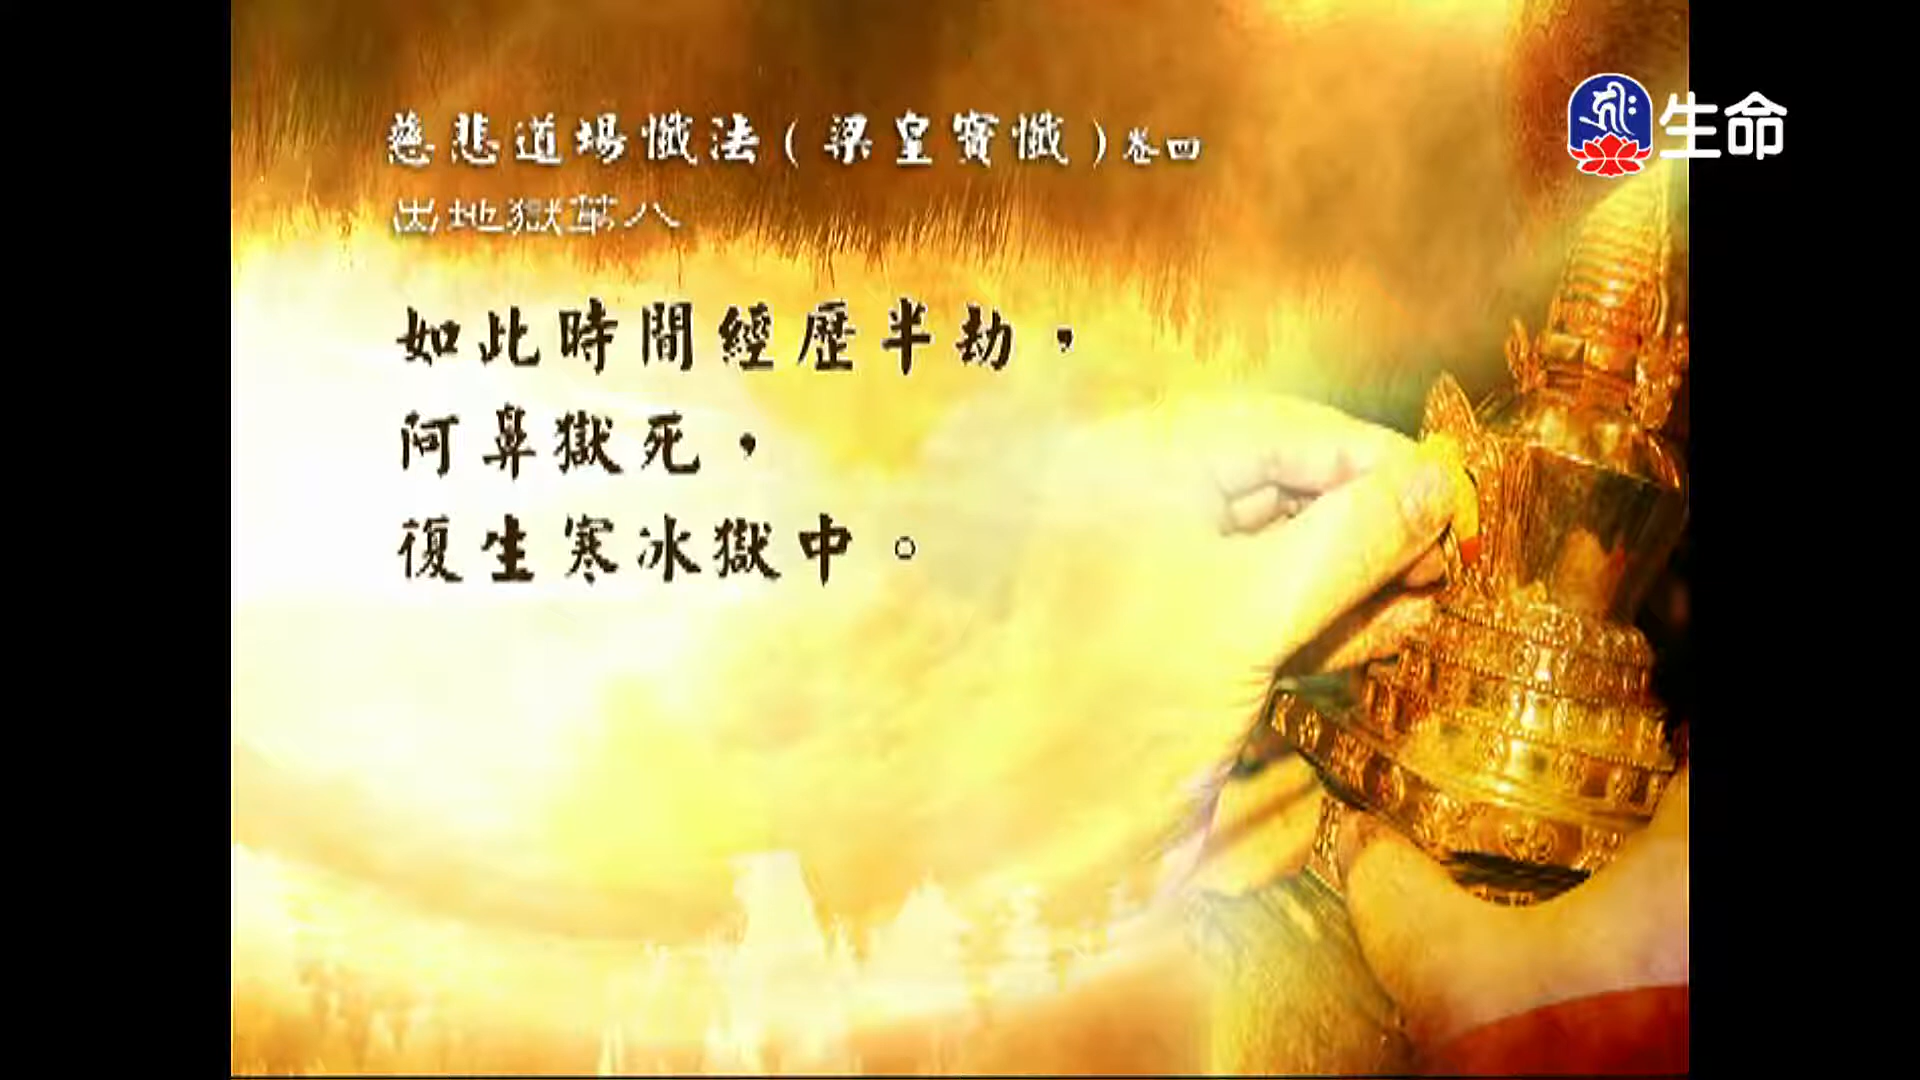 慈悲道場懺法(梁皇寶懺)卷四
出地獄第八
生命
如此時間經歷半劫，
阿鼻獄死，
復生寒冰獄中。